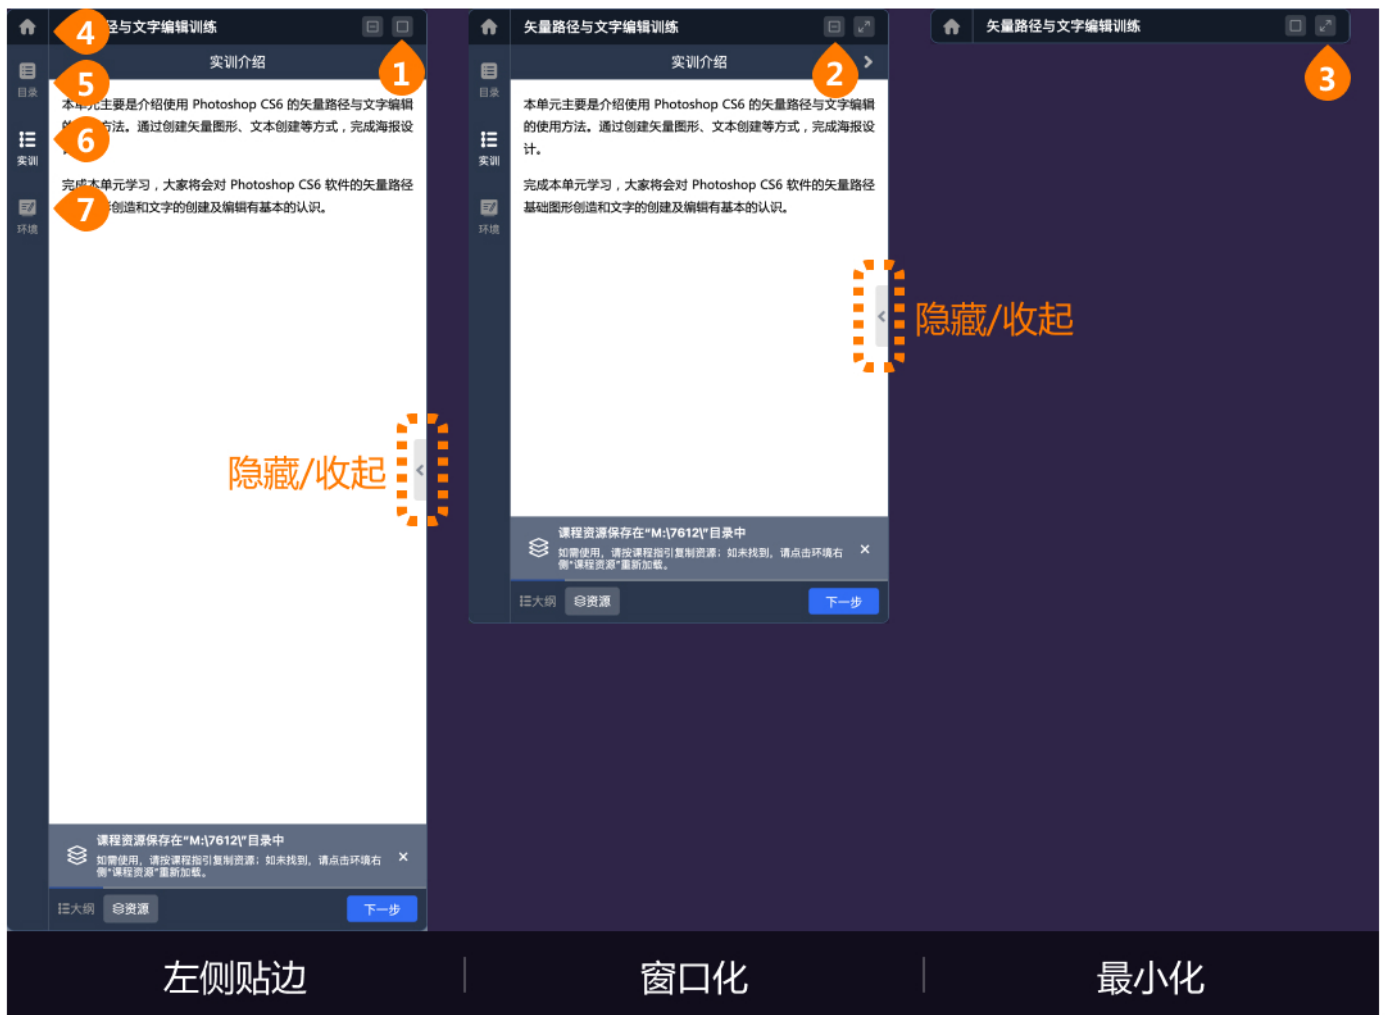 4
径与文字编辑训练
1
实训介绍
5
目录
本单元主要是介绍使用 Photoshop CS6 的矢量路径与文字编辑
方法。通过创建矢量图形、文本创建等方式，完成海报设
6
实训
完成本单元学习，大家将会对 Photoshop CS6 软件的矢量路径
7
创造和文字的创建及编辑有基本的认识。
环境
隐藏/收起
课程资源保存在"M:\7612\"目录中
如需使用，请按课程指引复制资源；如未找到，请点击环境右
侧"课程资源"重新加载。
大纲
资源
下一步
左侧贴边
矢量路径与文字编辑训练
2
实训介绍
目录
本单元主要是介绍使用 Photoshop CS6 的矢量路径与文字编辑
的使用方法。通过创建矢量图形、文本创建等方式，完成海报设
计。
实训
完成本单元学习，大家将会对 Photoshop CS6 软件的矢量路径
基础图形创造和文字的创建及编辑有基本的认识。
环境
隐藏/收起
课程资源保存在"M:\7612\"目录中
如需使用，请按课程指引复制资源；如未找到，请点击环境右
侧"课程资源"重新加载。
大纲
资源
下一步
窗口化
矢量路径与文字编辑训练
3
最小化